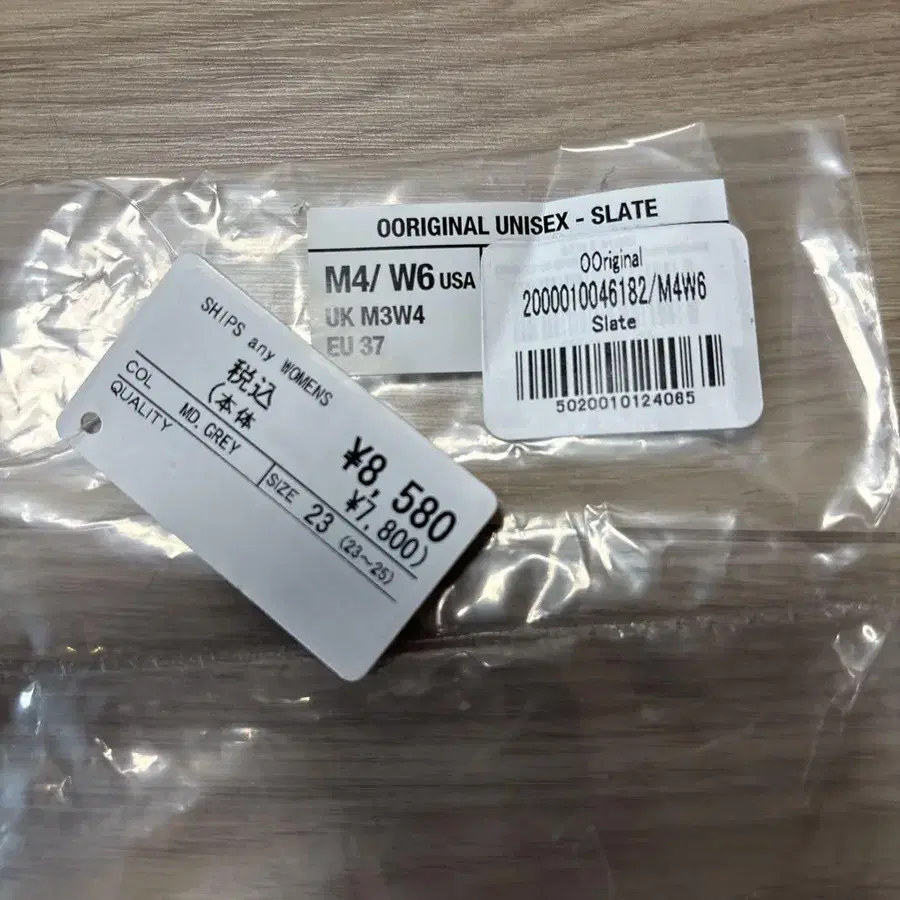 OORIGINAL UNISEX - SLATE
M4/ W6 USA
UK M3W4
EU 37
OOriginal
2000010046182/M4W6
Slate
5020010124065
SHIPS any WOMENS
税込 ¥8,580
(本体 ¥7,800)
COL MD. GREY SIZE 23 (23~25)
QUALITY